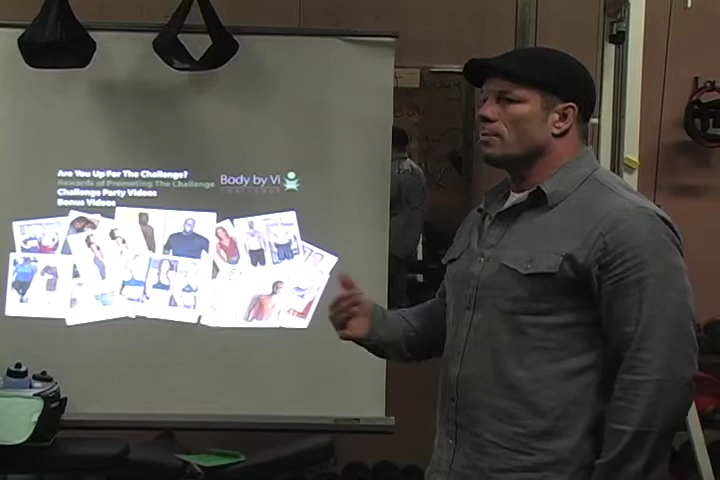 Are You Up For The Challenge?
Rewards of Promoting The Challenge
Challenge Party Videos
Bonus Videos
Body by Vi
CHALLENGE